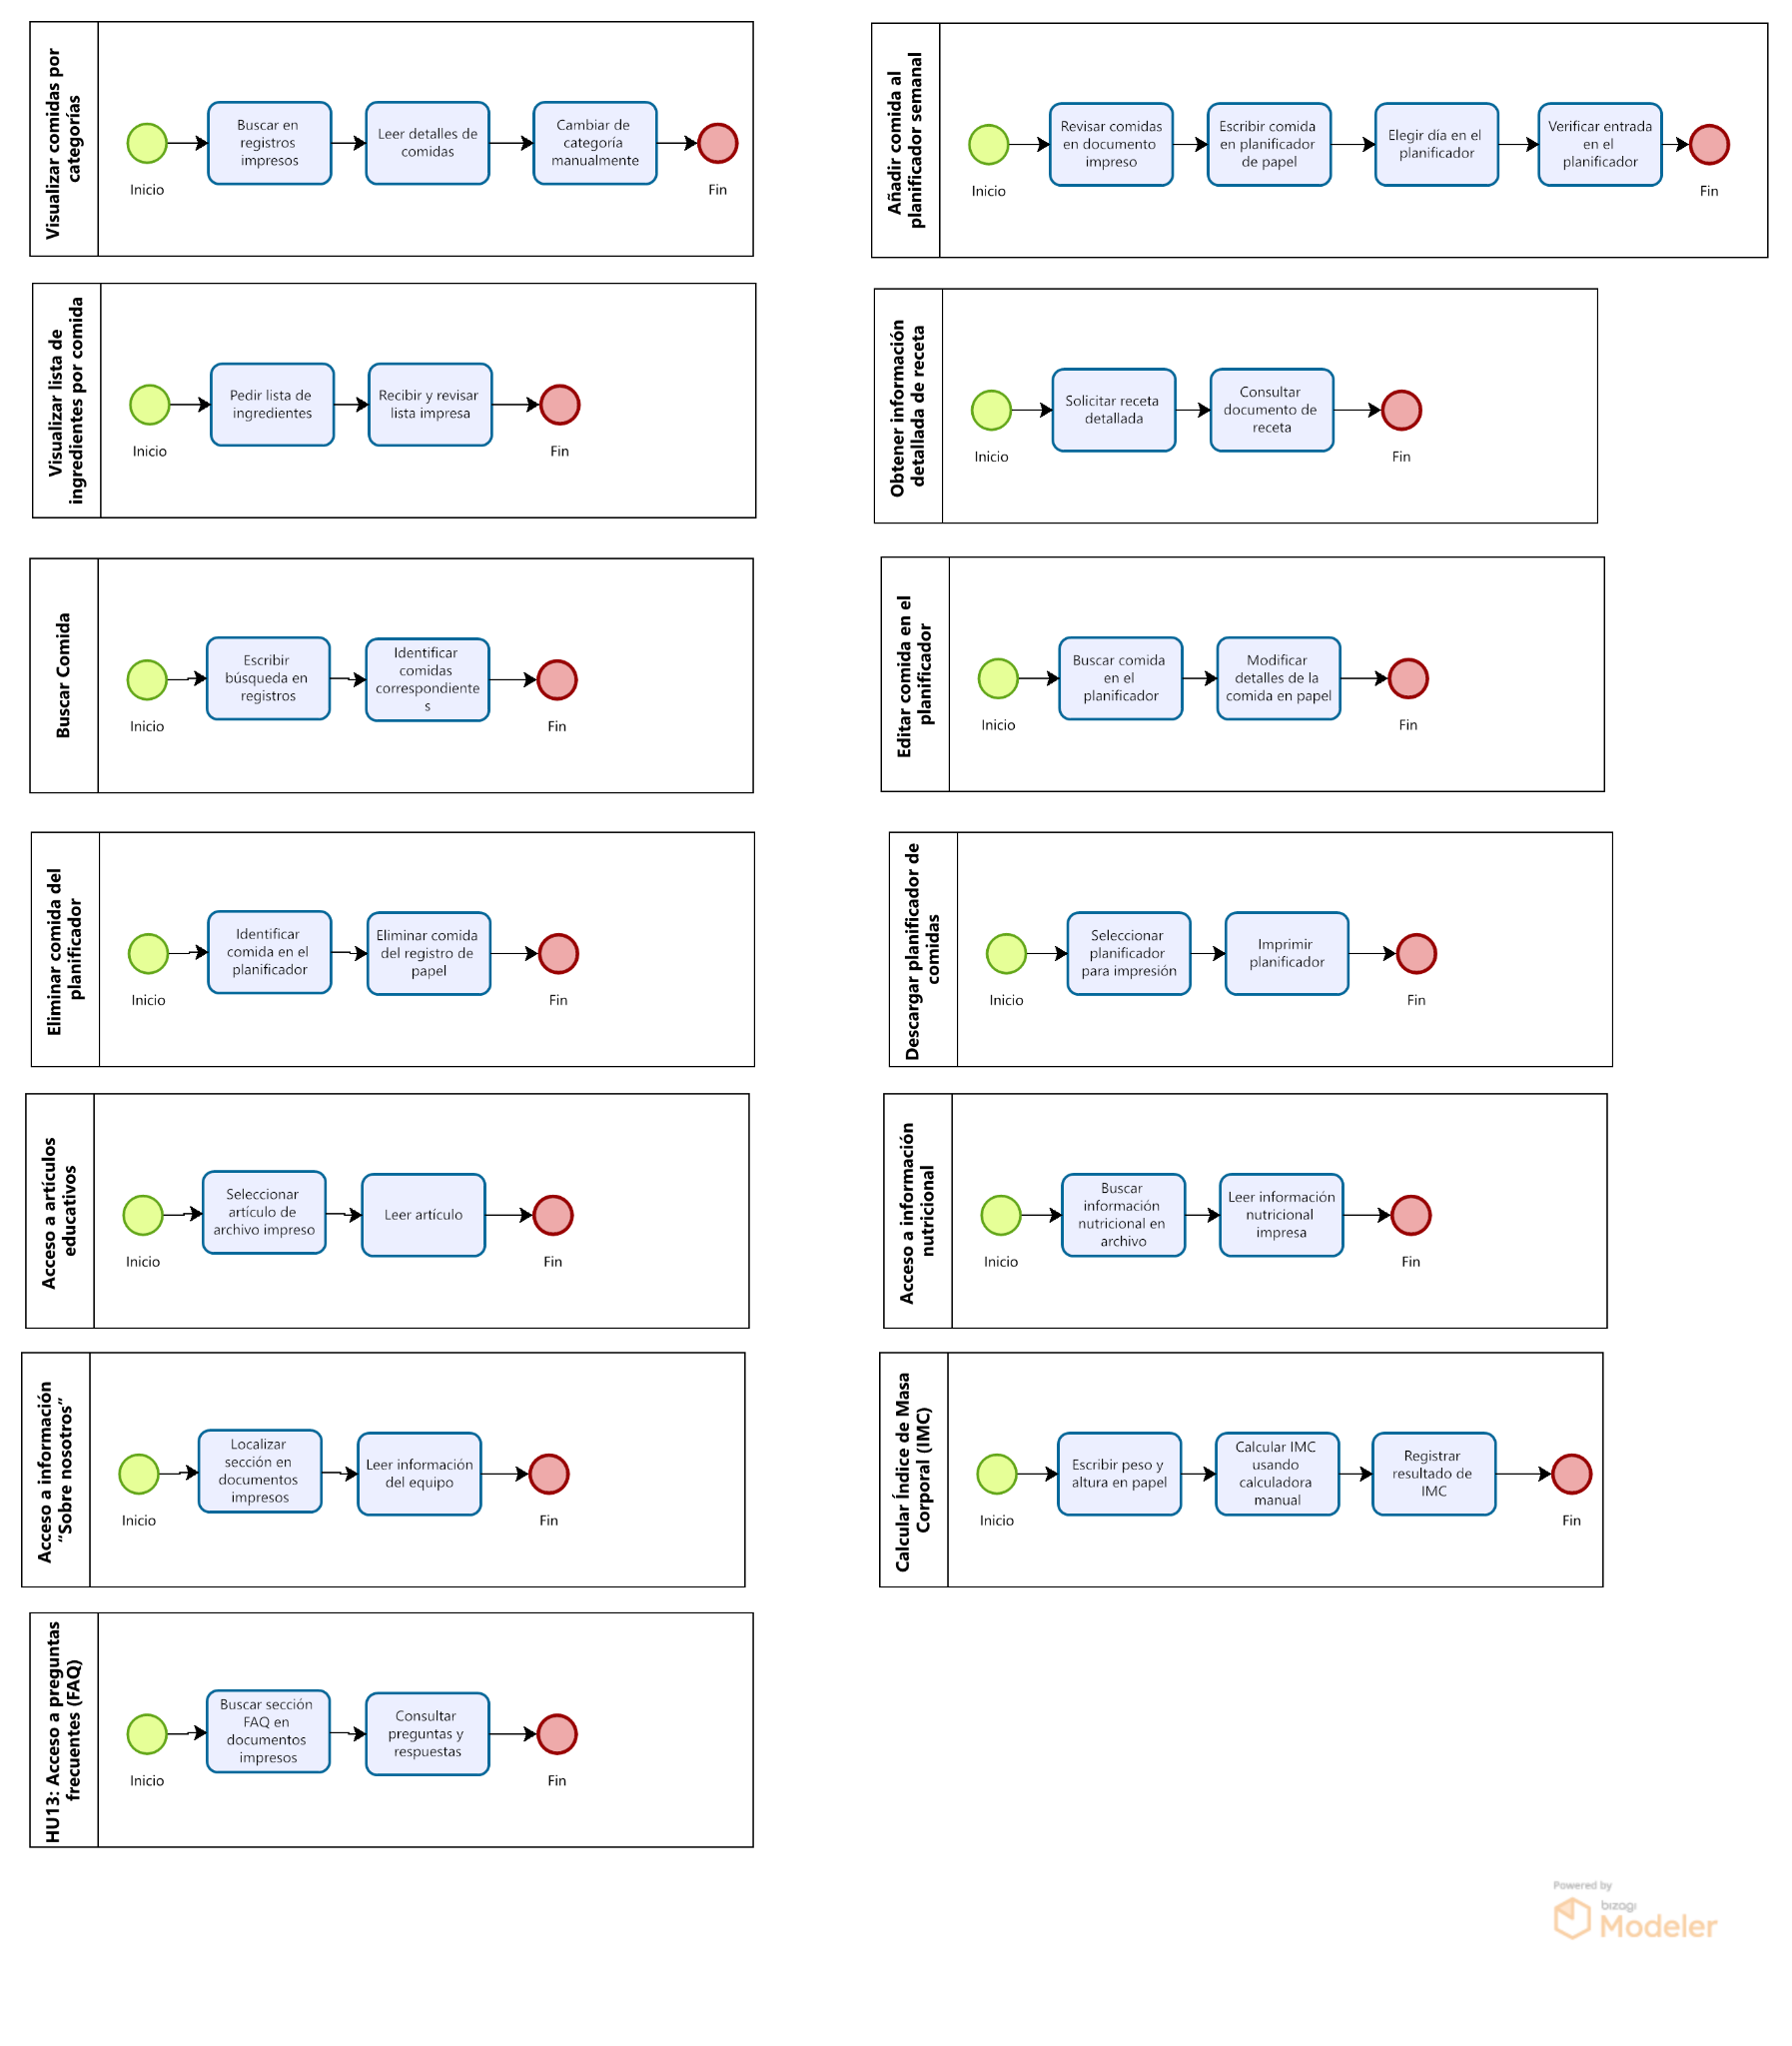 Visualizar comidas por
categorías
Inicio
Buscar en
registros
impresos
Leer detalles de
comidas
Cambiar de
categoría
manualmente
Fin
Añadir comida al
planificador semanal
Inicio
Revisar comidas
en documento
impreso
Escribir comida
en planificador
de papel
Elegir día en el
planificador
Verificar entrada
en el
planificador
Fin
Visualizar lista de
ingredientes por comida
Inicio
Pedir lista de
ingredientes
Recibir y revisar
lista impresa
Fin
Obtener información
detallada de receta
Inicio
Solicitar receta
detallada
Consultar
documento de
receta
Fin
Buscar Comida
Inicio
Escribir
búsqueda en
registros
Identificar
comidas
correspondiente
s
Fin
Editar comida en el
planificador
Inicio
Buscar comida
en el
planificador
Modificar
detalles de la
comida en papel
Fin
Eliminar comida del
planificador
Inicio
Identificar
comida en el
planificador
Eliminar comida
del registro de
papel
Fin
Descargar planificador de
comidas
Inicio
Seleccionar
planificador
para impresión
Imprimir
planificador
Fin
Acceso a artículos
educativos
Inicio
Seleccionar
artículo de
archivo impreso
Leer artículo
Fin
Acceso a información
nutricional
Inicio
Buscar
información
nutricional en
archivo
Leer información
nutricional
impresa
Fin
Acceso a información
“Sobre nosotros”
Inicio
Localizar
sección en
documentos
impresos
Leer información
del equipo
Fin
Calcular Índice de Masa
Corporal (IMC)
Inicio
Escribir peso y
altura en papel
Calcular IMC
usando
calculadora
manual
Registrar
resultado de
IMC
Fin
HU13: Acceso a preguntas
frecuentes (FAQ)
Inicio
Buscar sección
FAQ en
documentos
impresos
Consultar
preguntas y
respuestas
Fin
Powered by
bizagi
Modeler